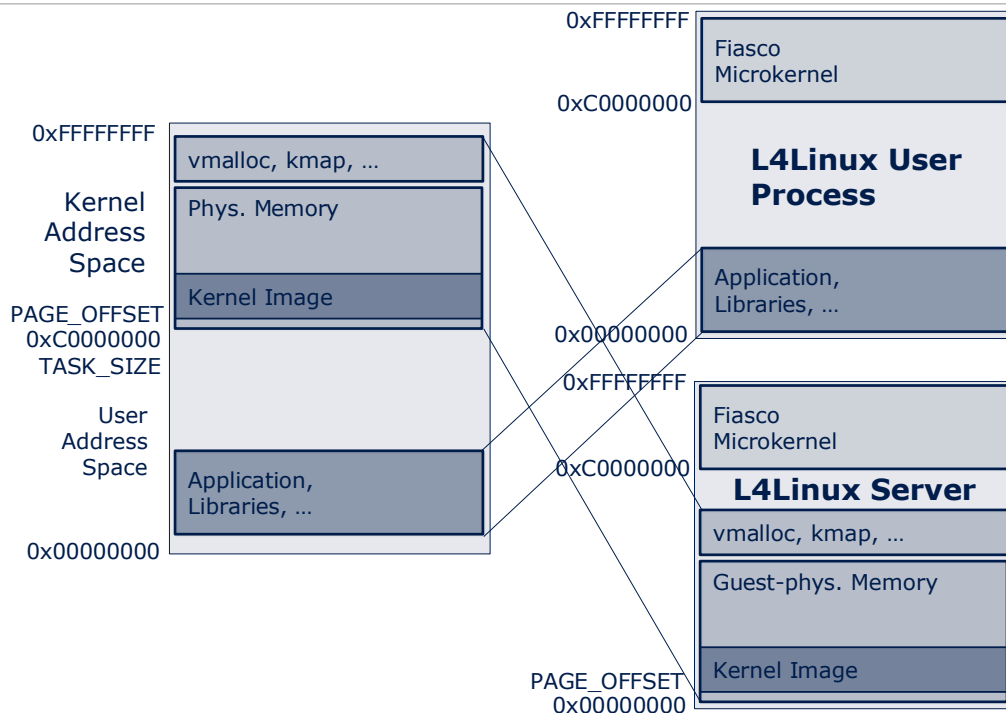 0xFFFFFFFF
vmalloc, kmap, …
Kernel
Address
Space
Phys. Memory
Kernel Image
PAGE_OFFSET
0xC0000000
TASK_SIZE
User
Address
Space
Application,
Libraries, …
0x00000000
0xFFFFFFFF
Fiasco
Microkernel
0xC0000000
L4Linux User
Process
Application,
Libraries, …
0x00000000
0xFFFFFFFF
Fiasco
Microkernel
0xC0000000
L4Linux Server
vmalloc, kmap, …
Guest-phys. Memory
Kernel Image
PAGE_OFFSET
0x00000000